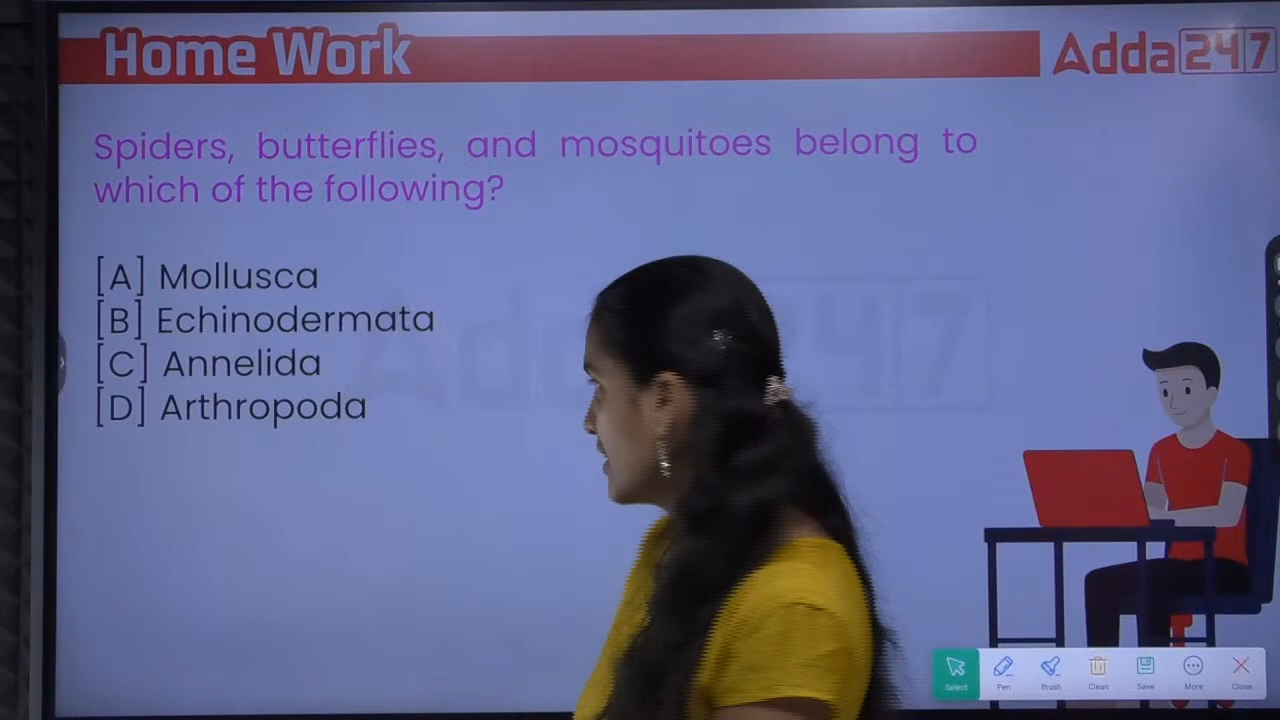 Home Work
Adda247
Spiders, butterflies, and mosquitoes belong to
which of the following?
[A] Mollusca
[B] Echinodermata
[C] Annelida
[D] Arthropoda
Select Pen Brush Clean Save More Close